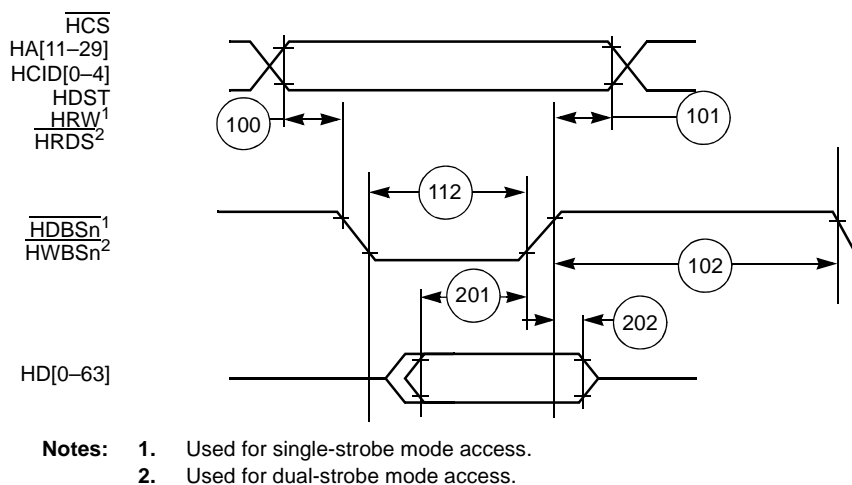 HCS
HA[11–29]
HCID[0–4]
HDST
HRW1
HRDS2
100
101
112
HDBSn1
HWBSn2
102
201
202
HD[0–63]
Notes: 1. Used for single-strobe mode access.
2. Used for dual-strobe mode access.